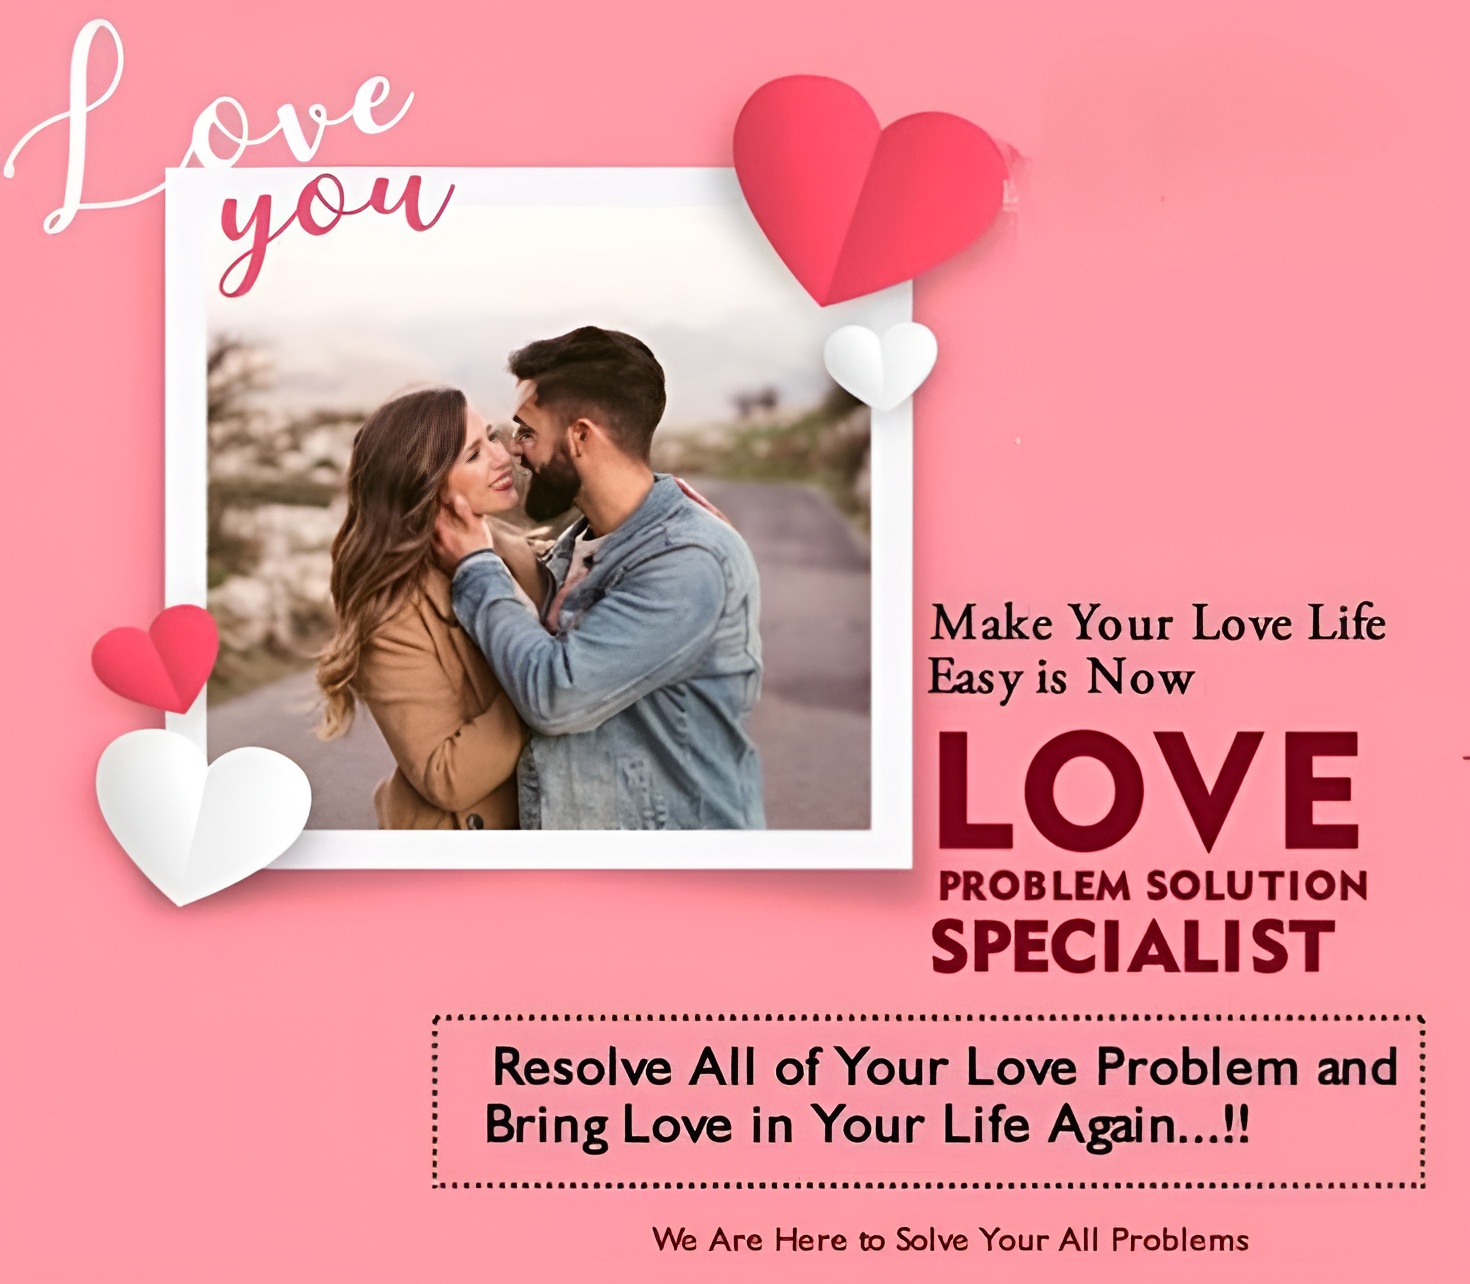 Love
you
Make Your Love Life
Easy is Now
LOVE
PROBLEM SOLUTION
SPECIALIST
Resolve All of Your Love Problem and
Bring Love in Your Life Again...!!
We Are Here to Solve Your All Problems